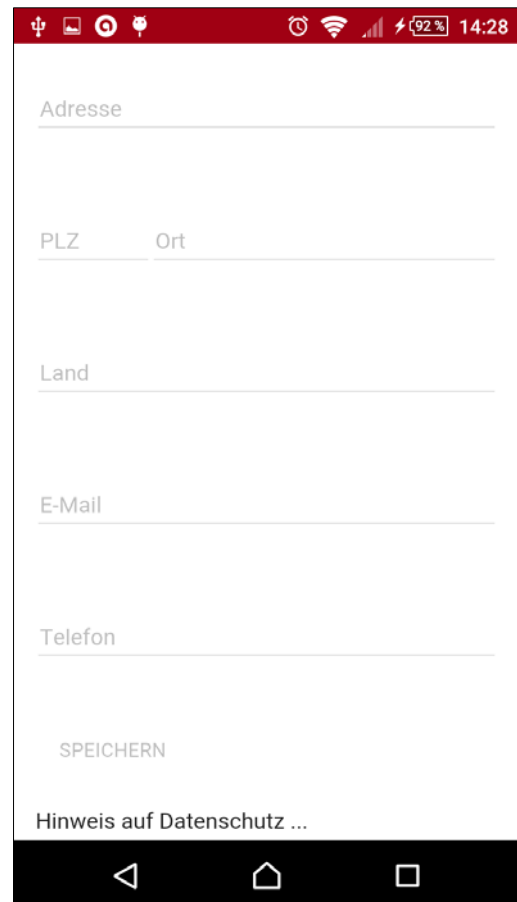 92 % 14:28
Adresse
PLZ Ort
Land
E-Mail
Telefon
SPEICHERN
Hinweis auf Datenschutz ...